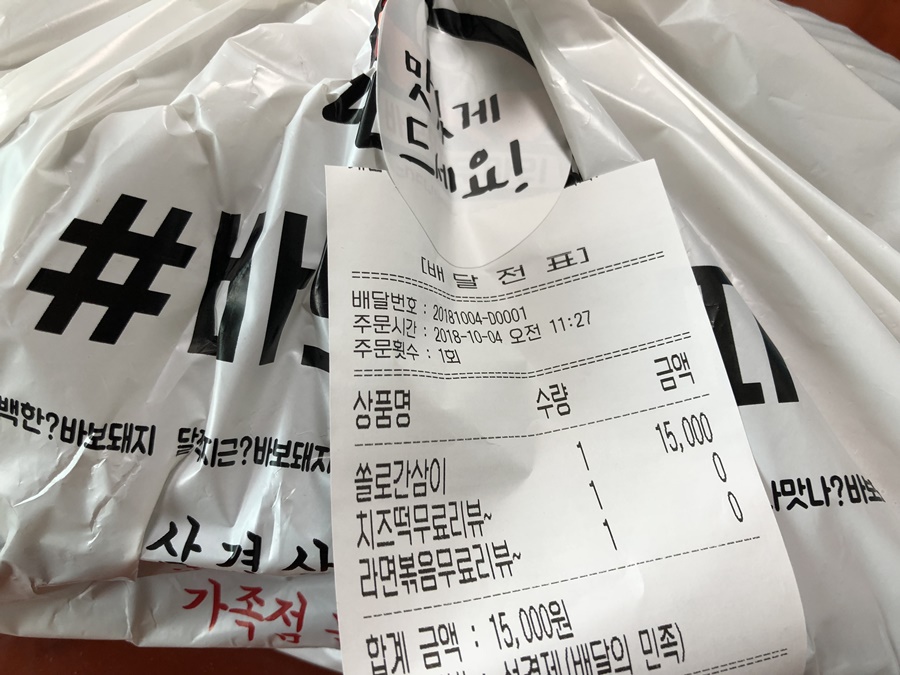 드세요!
#바
[배 달 전 표]
배달번호 : 20181004-D0001
주문시간 : 2018-10-04 오전 11:27
주문횟수 : 1회
상품명 수량 금액
쏠로간삼이 1 15,000
치즈떡무료리뷰~ 1 0
라면볶음무료리뷰~ 1 0
합계 금액 : 15,000원
선결제(배달의 민족)
백한?바보돼지
바보돼지
맛나?바보
가족점